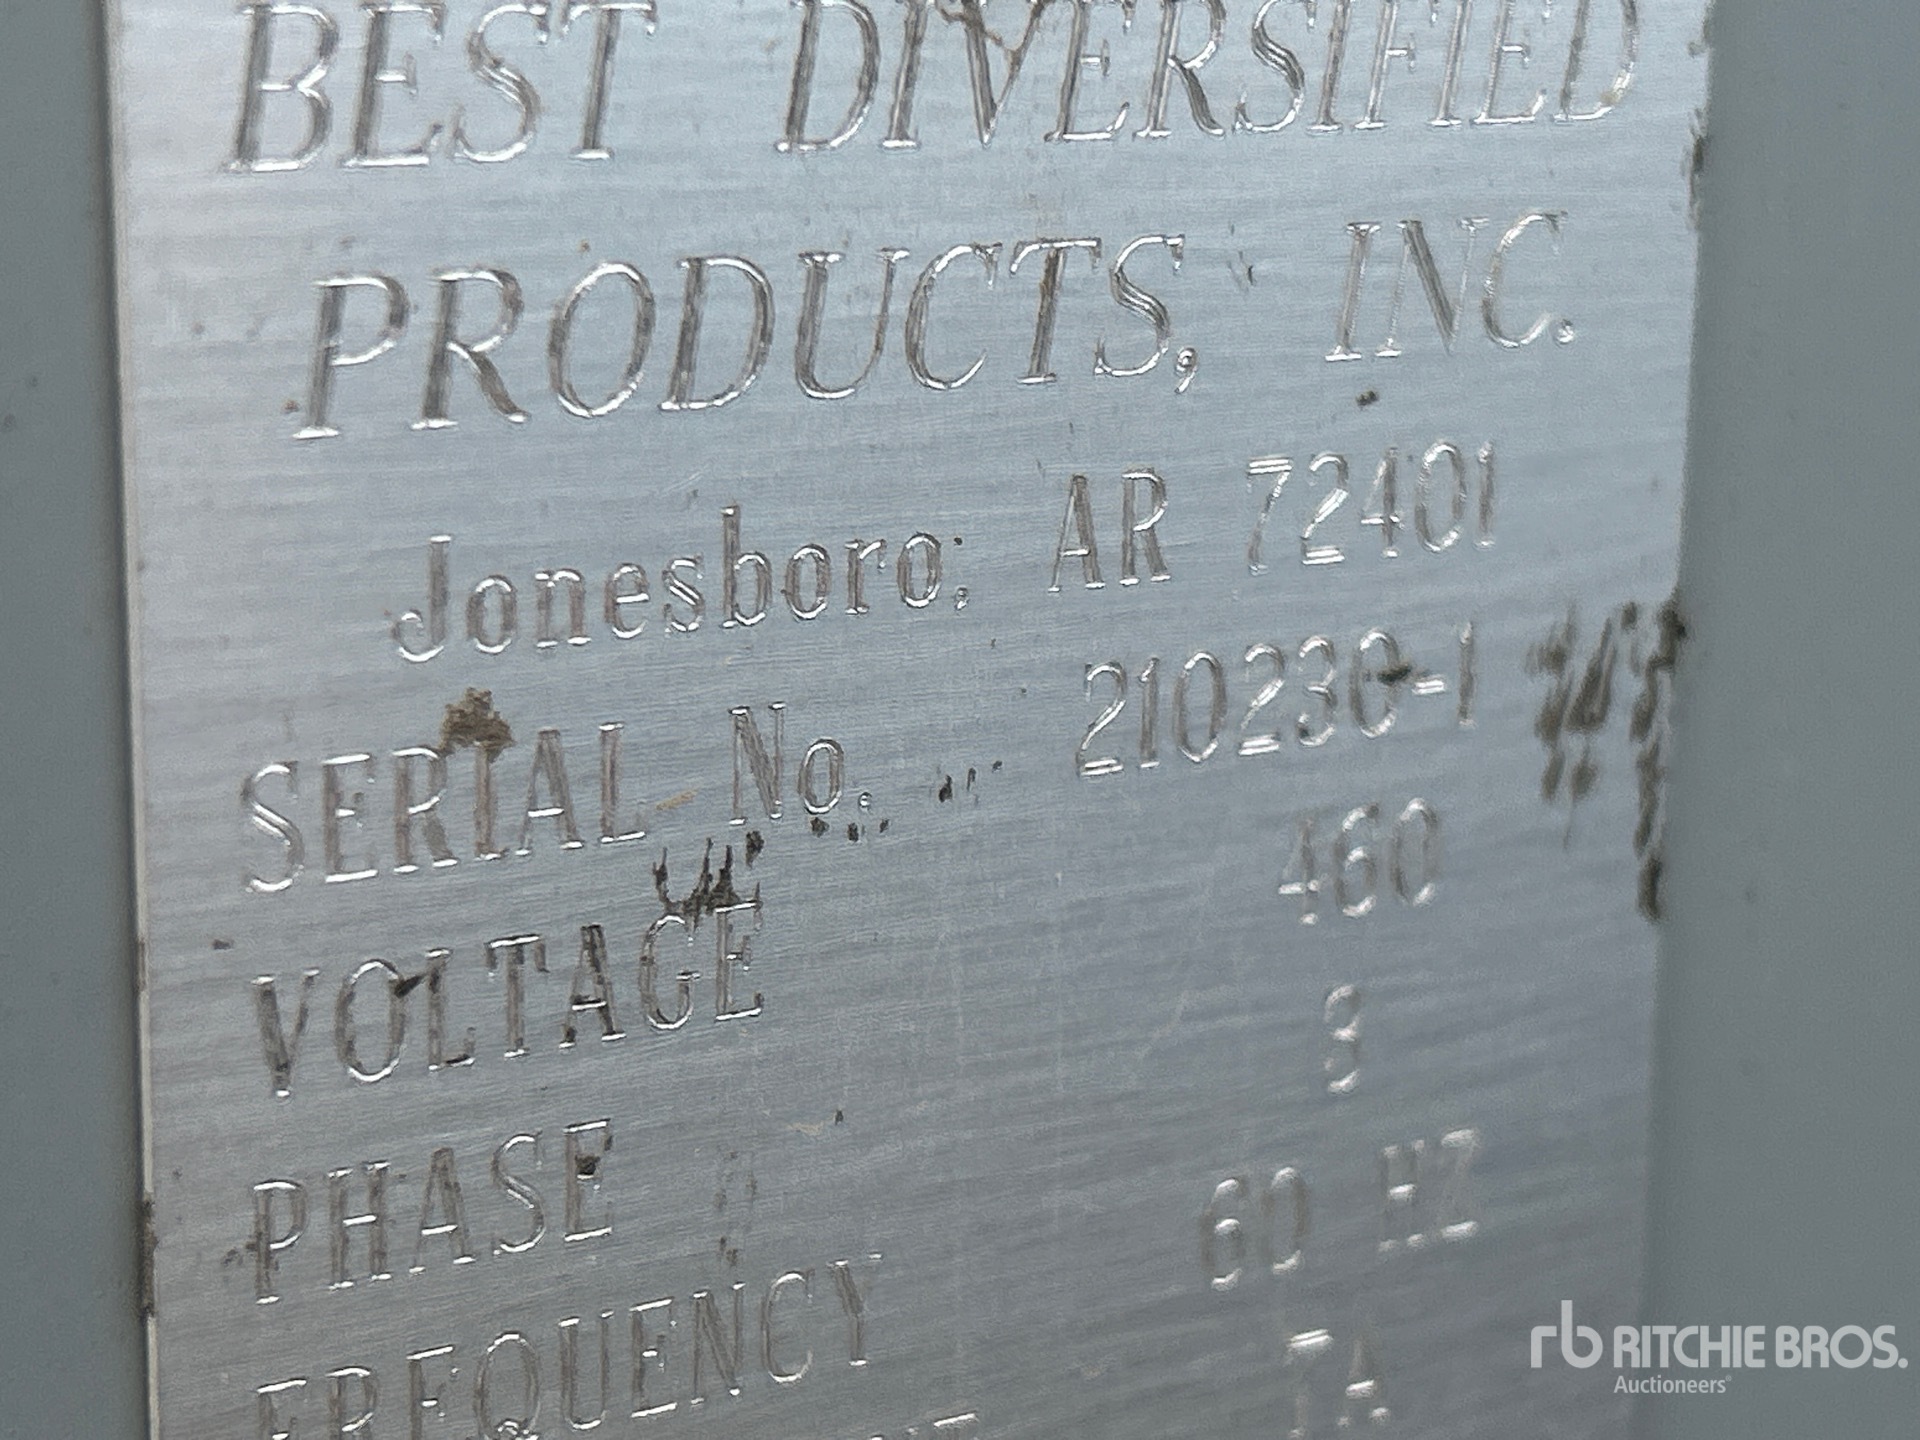 BEST DIVERSIFIED
PRODUCTS, INC.
Jonesboro, AR 72401
SERIAL No. 210230-1
VOLTAGE 460
PHASE 3
FREQUENCY 60 HZ
rb RITCHIE BROS.
Auctioneers